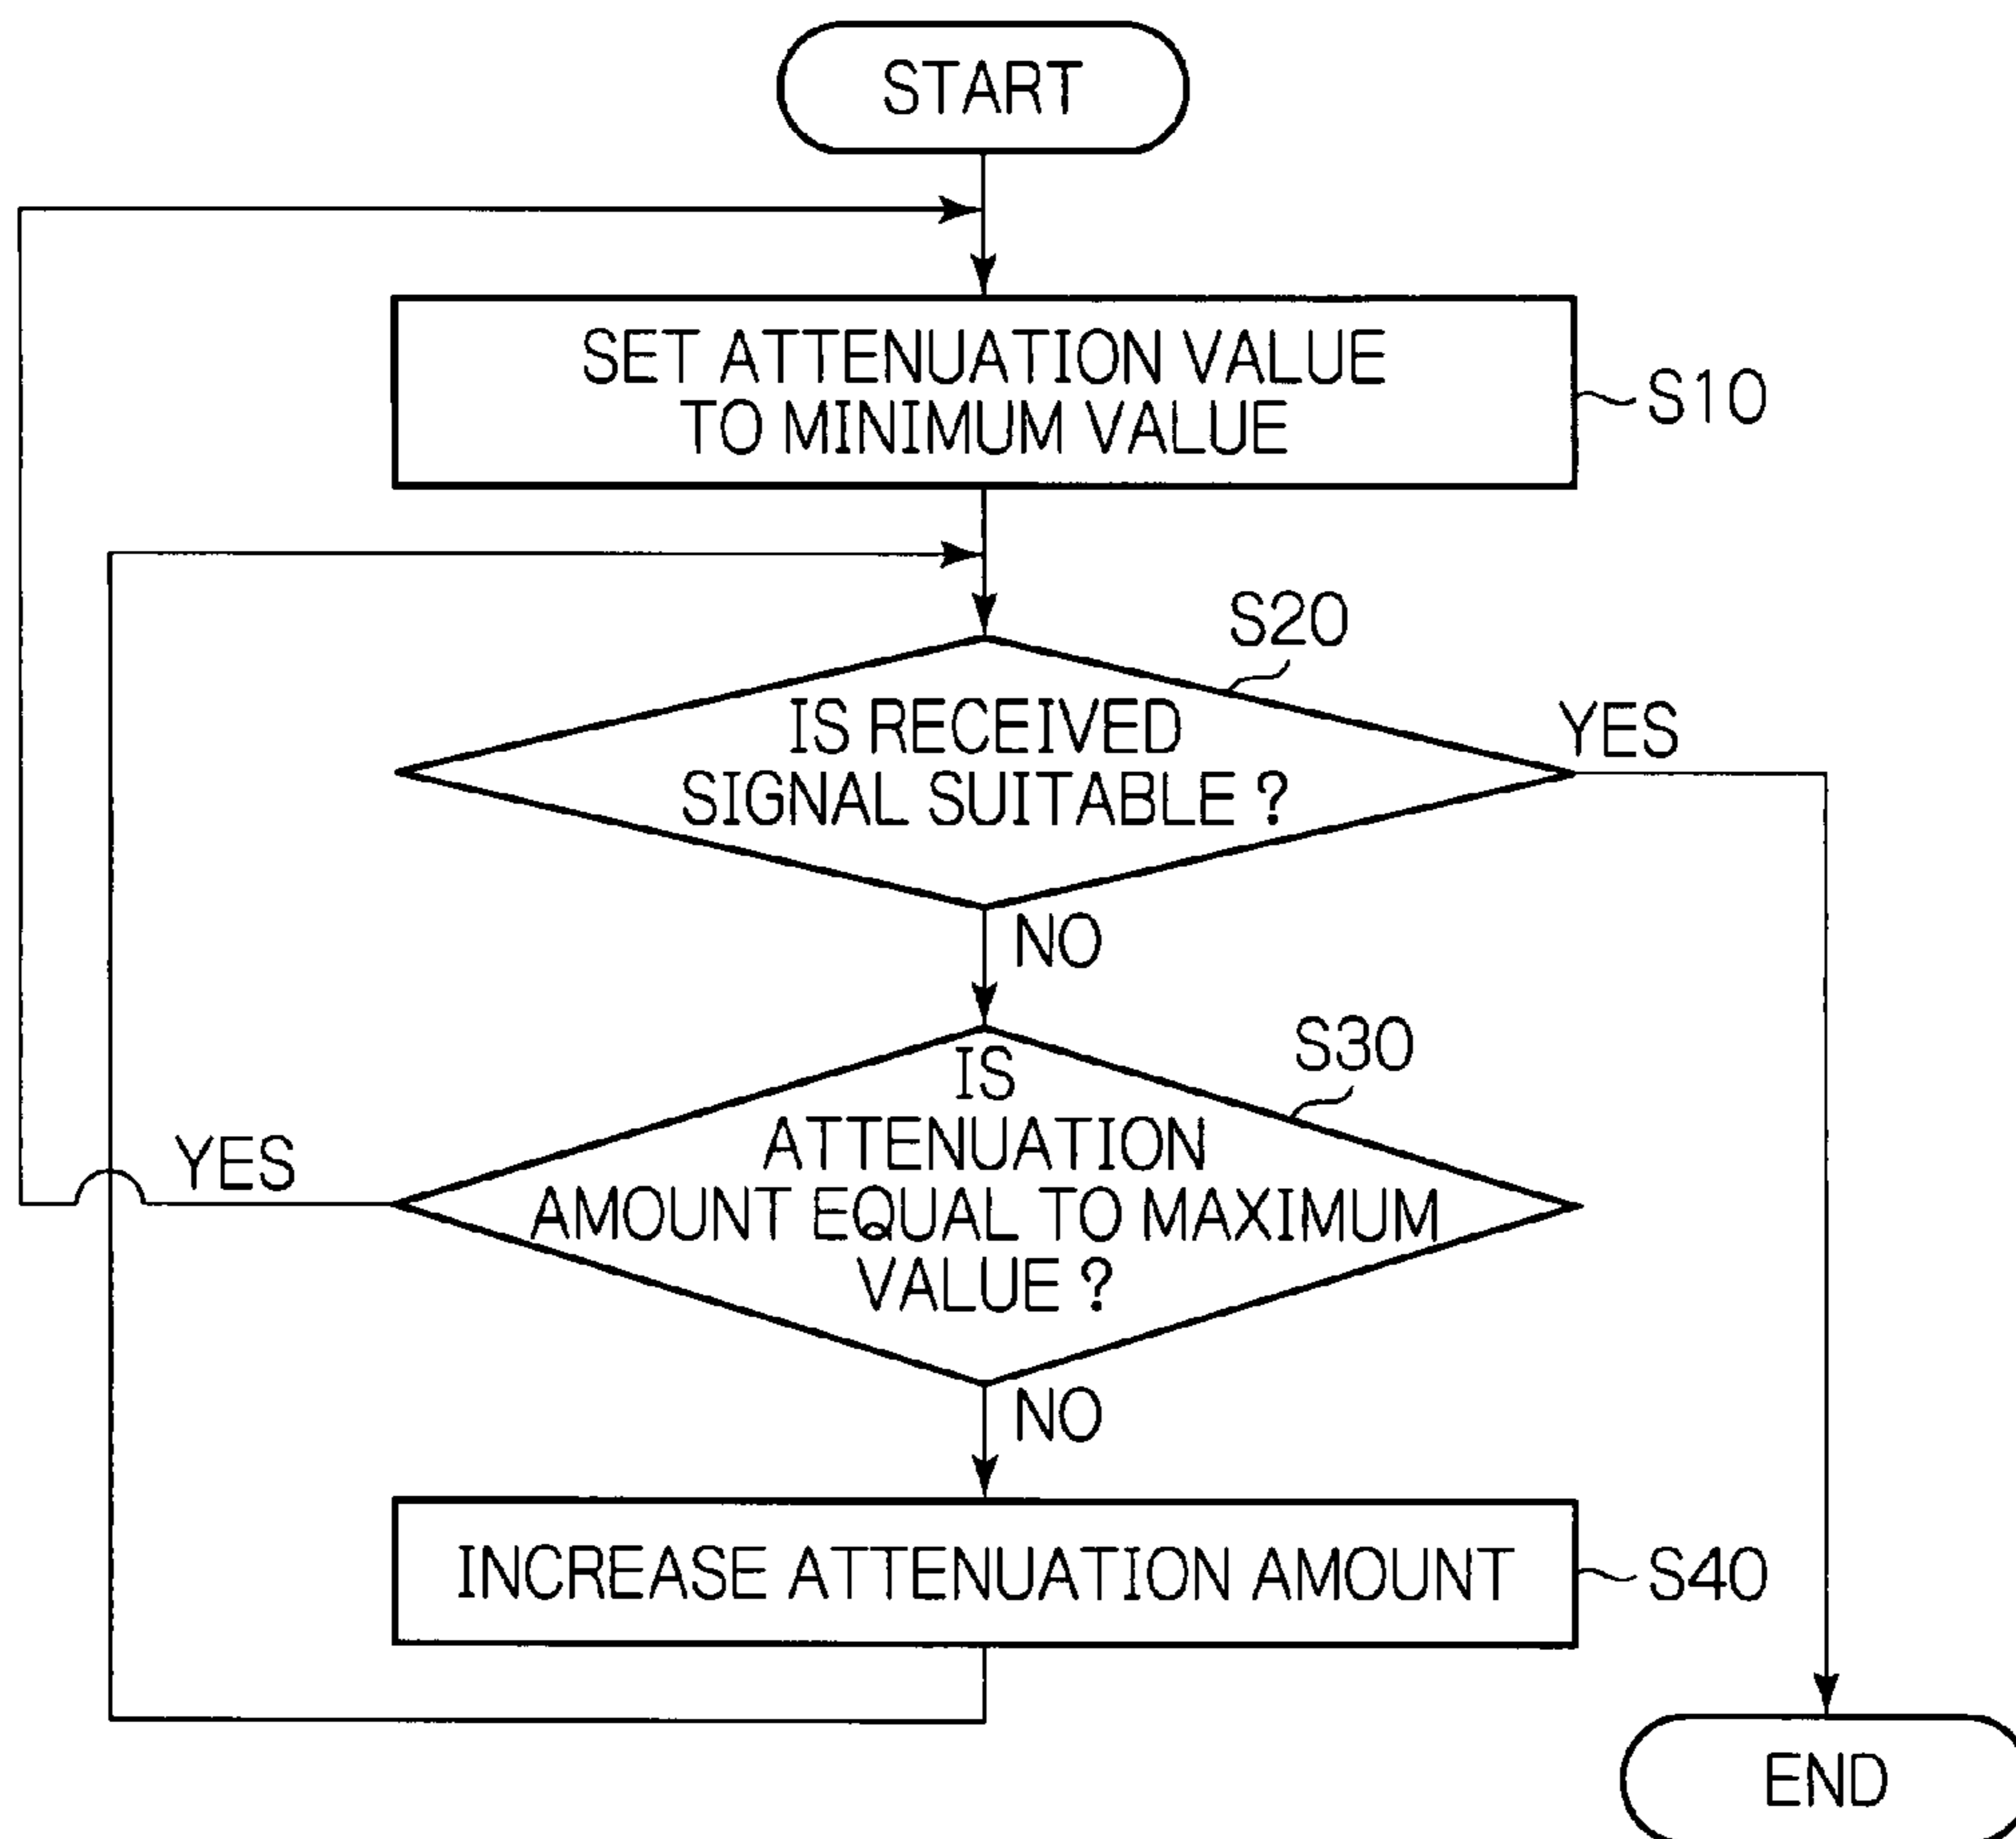 START
SET ATTENUATION VALUE
TO MINIMUM VALUE
S10
S20
IS RECEIVED
SIGNAL SUITABLE ?
YES
NO
S30
IS
ATTENUATION
AMOUNT EQUAL TO MAXIMUM
VALUE ?
YES
NO
INCREASE ATTENUATION AMOUNT
S40
END